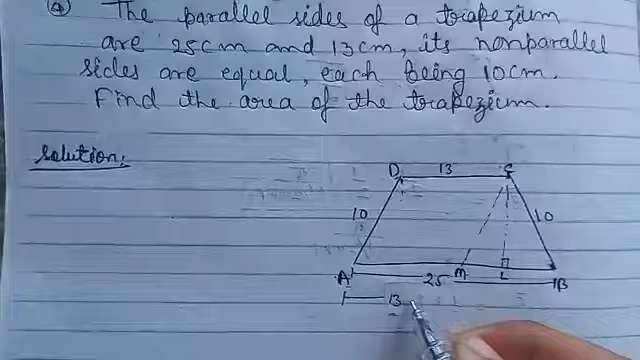 ④ The parallel sides of a trapezium
are 25cm and 13cm, its nonparallel
sides are equal, each being 10cm.
Find the area of the trapezium.
Solution:
D 13 C
10 10
A 25 M L B
13